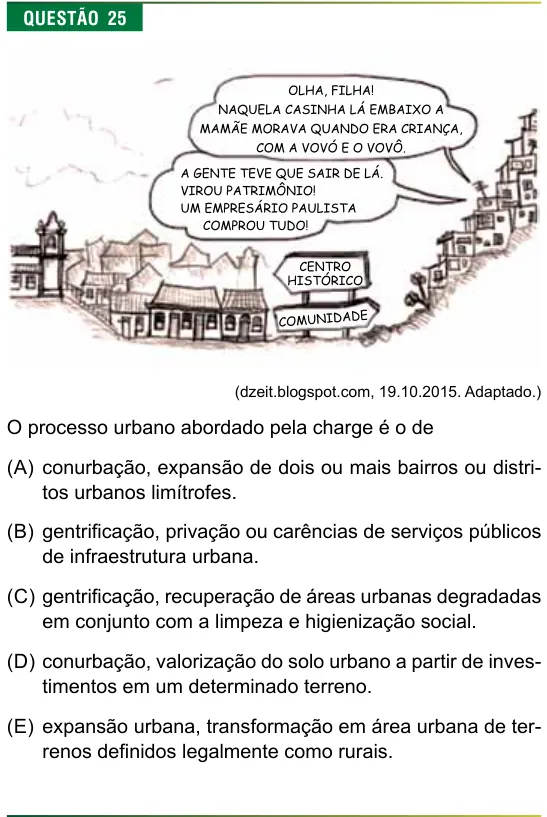 QUESTÃO 25
OLHA, FILHA!
NAQUELA CASINHA LÁ EMBAIXO A
MAMÃE MORAVA QUANDO ERA CRIANÇA,
COM A VOVÓ E O VOVÔ.
A GENTE TEVE QUE SAIR DE LÁ.
VIROU PATRIMÔNIO!
UM EMPRESÁRIO PAULISTA
COMPROU TUDO!
CENTRO
HISTÓRICO
COMUNIDADE
(dzeit.blogspot.com, 19.10.2015. Adaptado.)
O processo urbano abordado pela charge é o de
(A) conurbação, expansão de dois ou mais bairros ou distri-
tos urbanos limítrofes.
(B) gentrificação, privação ou carências de serviços públicos
de infraestrutura urbana.
(C) gentrificação, recuperação de áreas urbanas degradadas
em conjunto com a limpeza e higienização social.
(D) conurbação, valorização do solo urbano a partir de inves-
timentos em um determinado terreno.
(E) expansão urbana, transformação em área urbana de ter-
renos definidos legalmente como rurais.